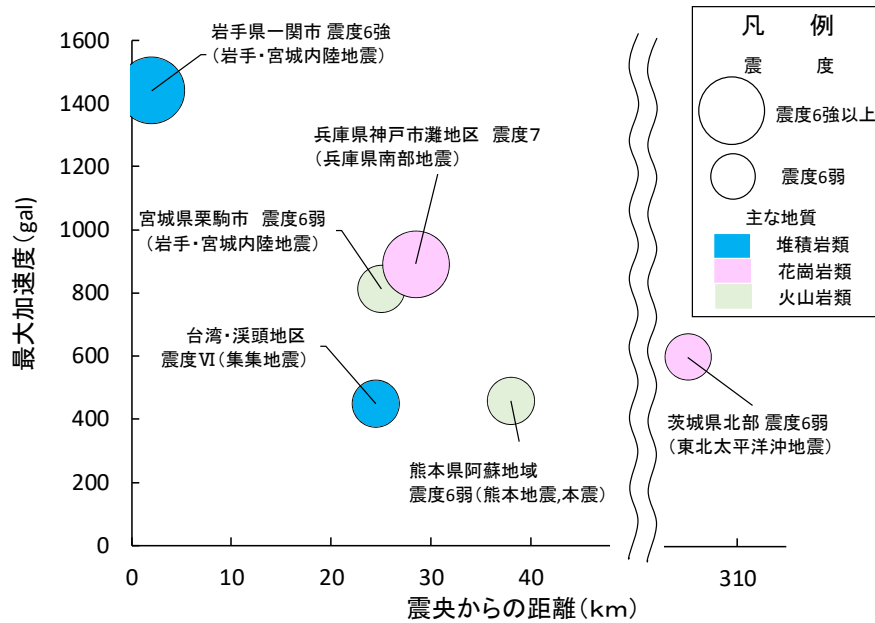 岩手県一関市 震度6強
（岩手・宮城内陸地震）
兵庫県神戸市灘地区　震度7
（兵庫県南部地震）
宮城県栗駒市　震度6弱
（岩手・宮城内陸地震）
台湾・渓頭地区
震度Ⅵ（集集地震）
熊本県阿蘇地域
震度6弱（熊本地震,本震）
茨城県北部 震度6弱
（東北太平洋沖地震）
凡　例
震　度
震度6強以上
震度6弱
主な地質
堆積岩類
花崗岩類
火山岩類
最大加速度（gal）
1600
1400
1200
1000
800
600
400
200
0
0 10 20 30 40 310
震央からの距離（km）